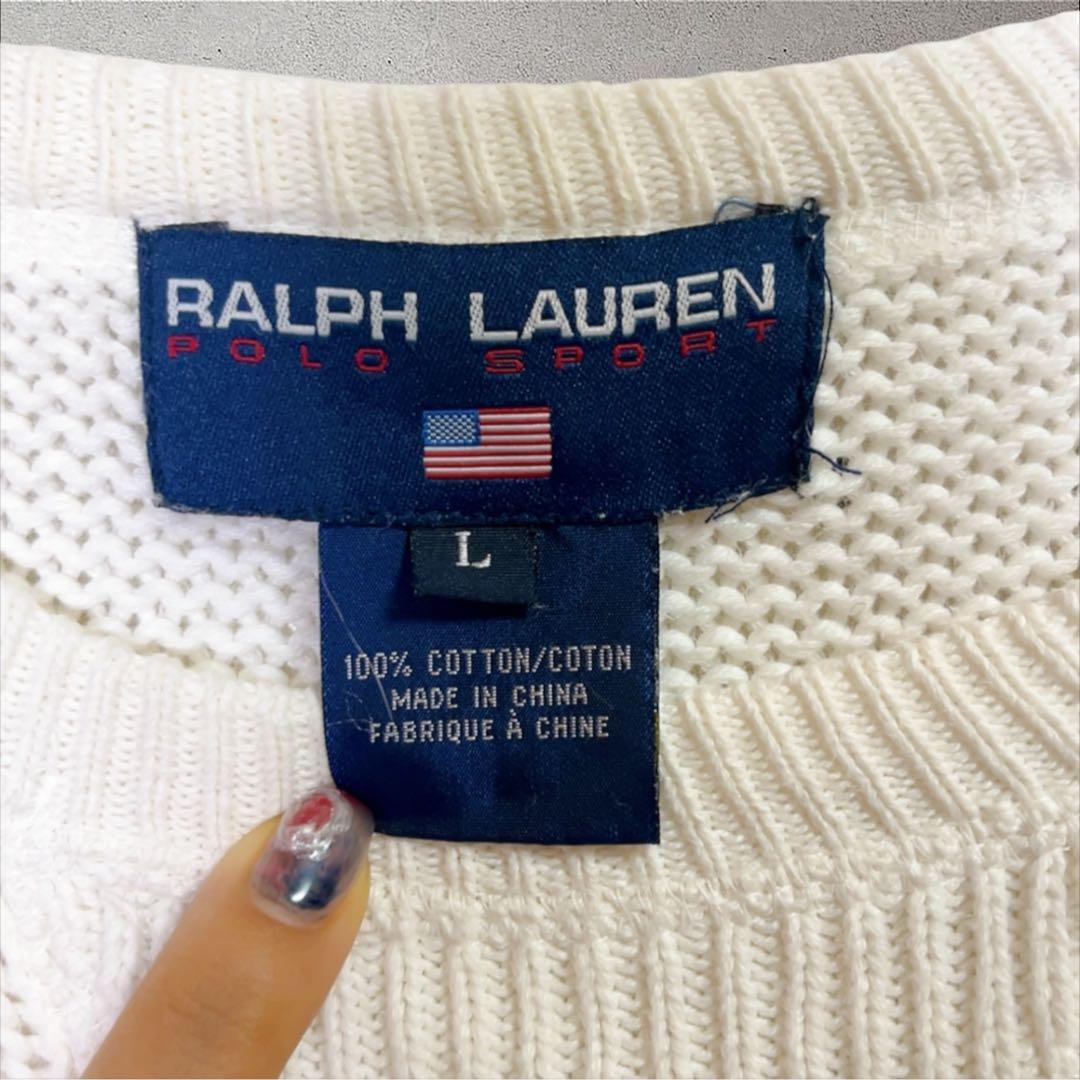 RALPH LAUREN
POLO SPORT
L
100% COTTON/COTON
MADE IN CHINA
FABRIQUE À CHINE